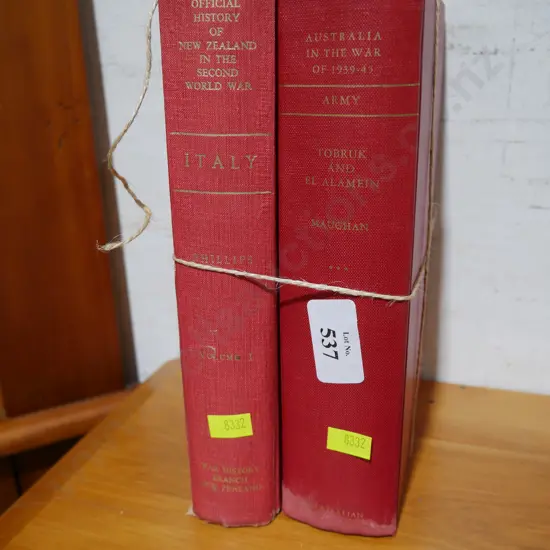 OFFICIAL
HISTORY
OF
NEW ZEALAND
IN THE
SECOND
WORLD WAR
ITALY
PHILLIPS
VOLUME I
6332
WAR HISTORY
BRANCH
NEW ZEALAND
AUSTRALIA
IN THE WAR
OF 1939-45
ARMY
TOBRUK
AND
EL ALAMEIN
MAUGHAN
Lot No.
537
6332